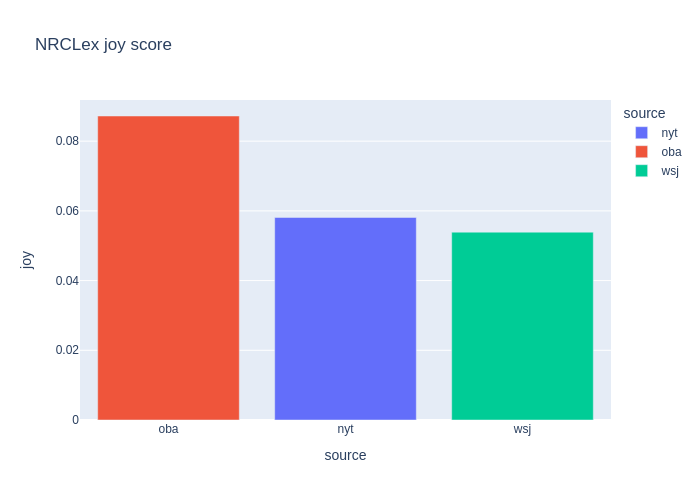 NRCLex joy score
source
nyt
oba
wsj
0.08
0.06
0.04
0.02
0
joy
oba
nyt
wsj
source